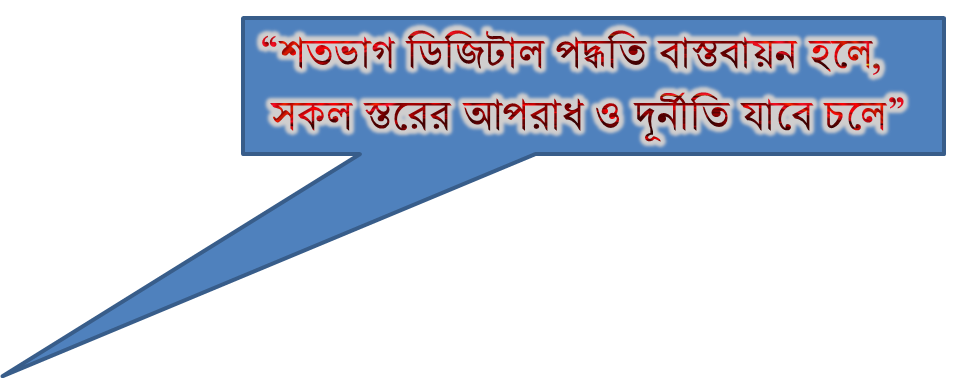 “শতভাগ ডিজিটাল পদ্ধতি বাস্তবায়ন হলে,
সকল স্তরের আপরাধ ও দূর্নীতি যাবে চলে”